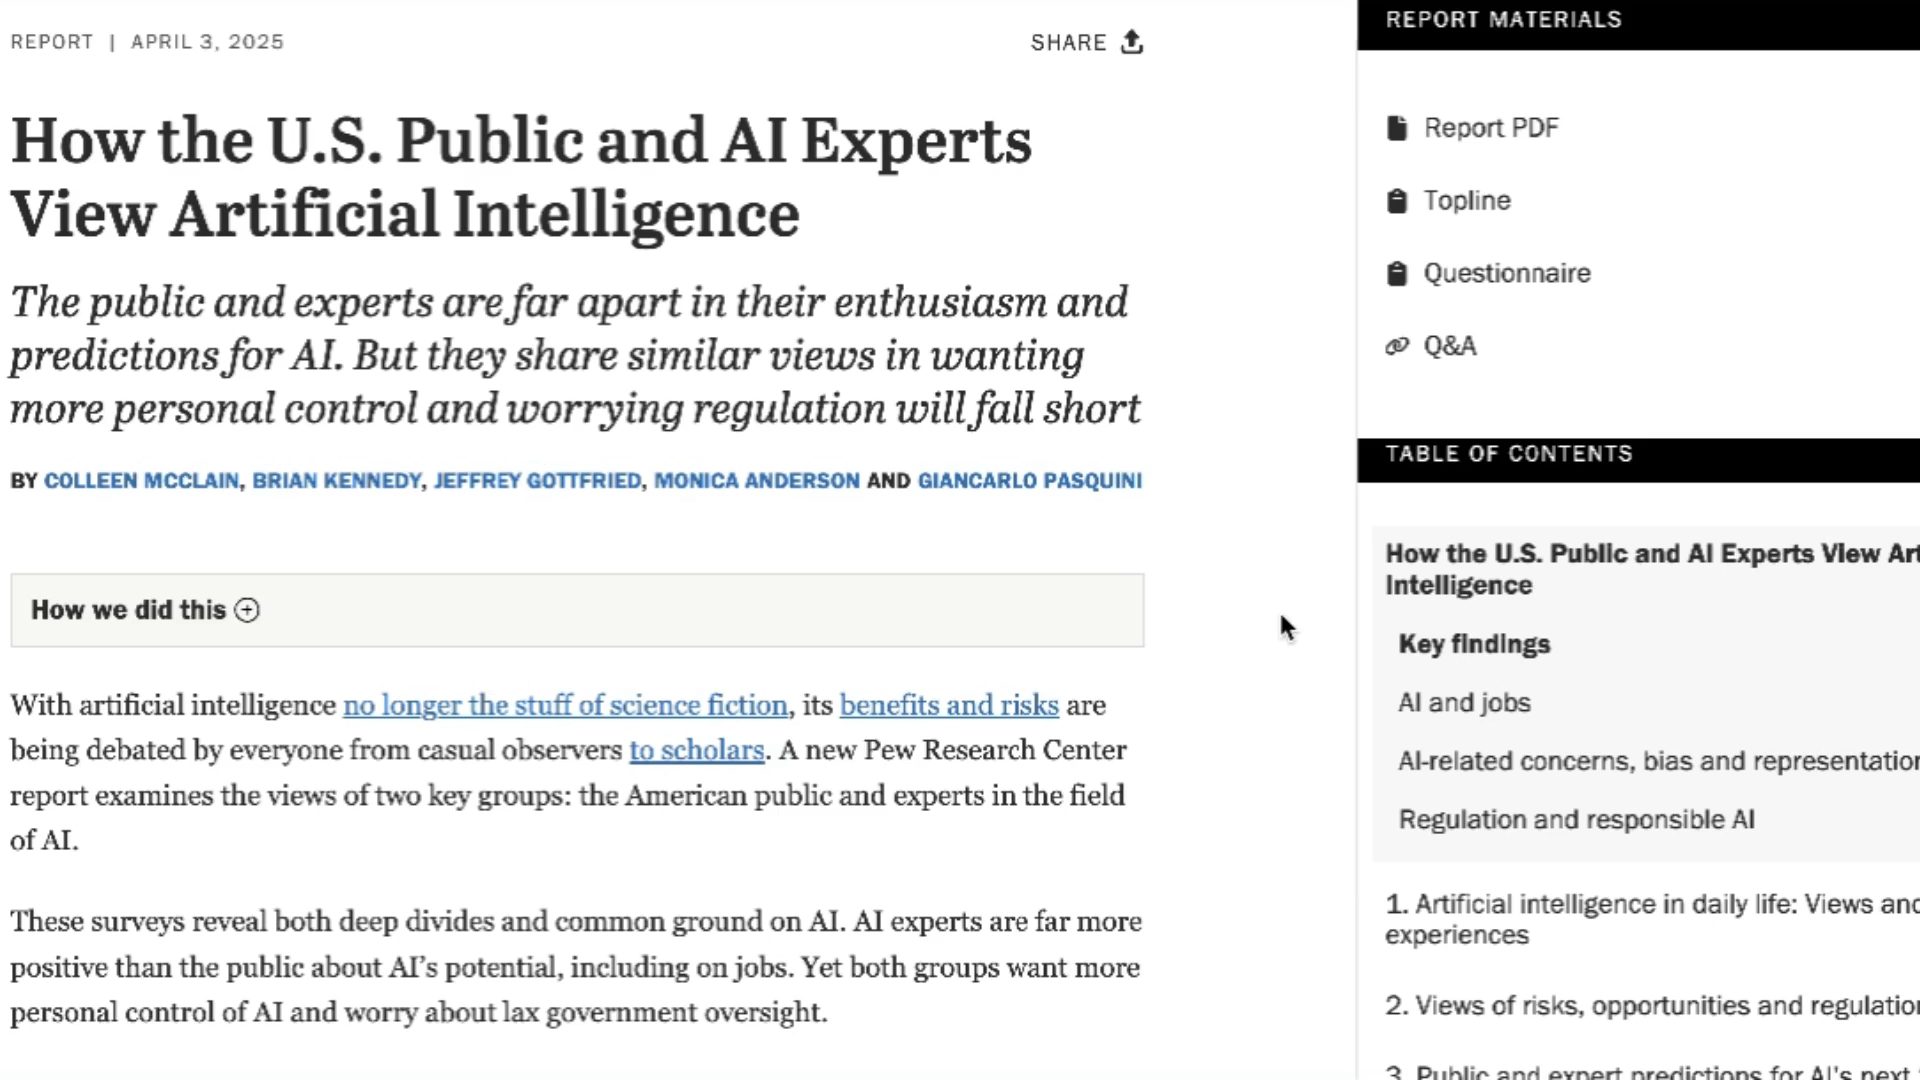 REPORT | APRIL 3, 2025
SHARE
How the U.S. Public and AI Experts
View Artificial Intelligence
The public and experts are far apart in their enthusiasm and
predictions for AI. But they share similar views in wanting
more personal control and worrying regulation will fall short
BY COLLEEN MCCLAIN, BRIAN KENNEDY, JEFFREY GOTTFRIED, MONICA ANDERSON AND GIANCARLO PASQUINI
How we did this
With artificial intelligence no longer the stuff of science fiction, its benefits and risks are
being debated by everyone from casual observers to scholars. A new Pew Research Center
report examines the views of two key groups: the American public and experts in the field
of AI.
These surveys reveal both deep divides and common ground on AI. AI experts are far more
positive than the public about AI’s potential, including on jobs. Yet both groups want more
personal control of AI and worry about lax government oversight.
REPORT MATERIALS
Report PDF
Topline
Questionnaire
Q&A
TABLE OF CONTENTS
How the U.S. Public and AI Experts View Art
Intelligence
Key findings
AI and jobs
AI-related concerns, bias and representation
Regulation and responsible AI
1. Artificial intelligence in daily life: Views and
experiences
2. Views of risks, opportunities and regulation
3. Public and expert predictions for AI’s next